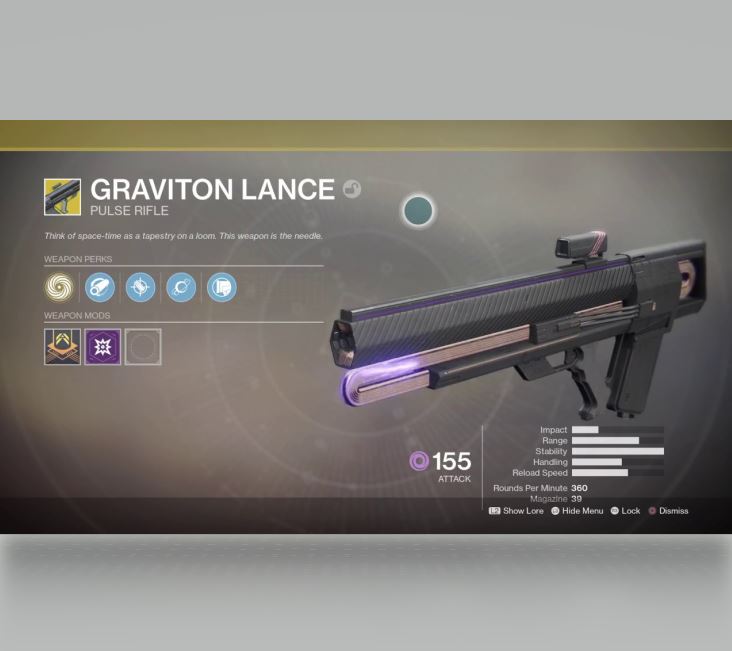 GRAVITON LANCE
PULSE RIFLE
Think of space-time as a tapestry on a loom. This weapon is the needle.
WEAPON PERKS
WEAPON MODS
155
ATTACK
Impact
Range
Stability
Handling
Reload Speed
Rounds Per Minute 360
Magazine 39
L2 Show Lore Hide Menu Lock Dismiss